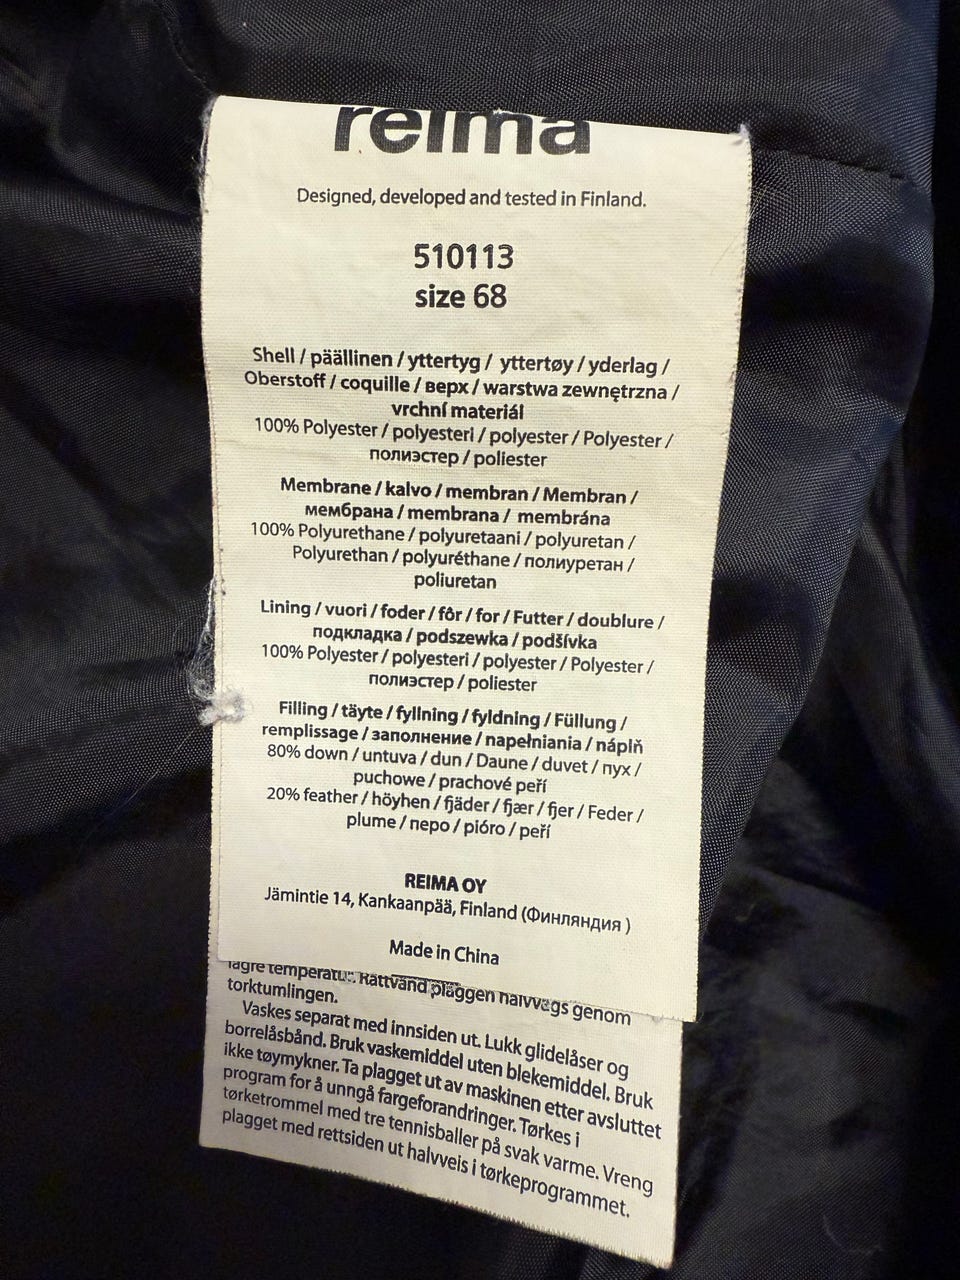 reima
Designed, developed and tested in Finland.
510113
size 68
Shell / päällinen / yttertyg / yttertøy / yderlag /
Oberstoff / coquille / верх / warstwa zewnętrzna /
vrchní materiál
100% Polyester / polyesteri / polyester / Polyester /
полиэстер / poliester
Membrane / kalvo / membran / Membran /
мембрана / membrana / membrána
100% Polyurethane / polyuretaani / polyuretan /
Polyurethan / polyuréthane / полиуретан /
poliuretan
Lining / vuori / foder / fôr / for / Futter / doublure /
подкладка / podszewka / podšívka
100% Polyester / polyesteri / polyester / Polyester /
полиэстер / poliester
Filling / täyte / fyllning / fyldning / Füllung /
remplissage / заполнение / napełniania / náplň
80% down / untuva / dun / Daune / duvet / пух /
puchowe / prachové peří
20% feather / höyhen / fjäder / fjær / fjer / Feder /
plume / перо / pióro / peří
REIMA OY
Jämintie 14, Kankaanpää, Finland (Финляндия )
Made in China
lägre temperatur. Rättvänd plaggen halvvägs genom
torktumlingen.
Vaskes separat med innsiden ut. Lukk glidelåser og
borrelåsbånd. Bruk vaskemiddel uten blekemiddel. Bruk
ikke tøymykner. Ta plagget ut av maskinen etter avsluttet
program for å unngå fargeforandringer. Tørkes i
tørketrommel med tre tennisballer på svak varme. Vreng
plagget med rettsiden ut halvveis i tørkeprogrammet.